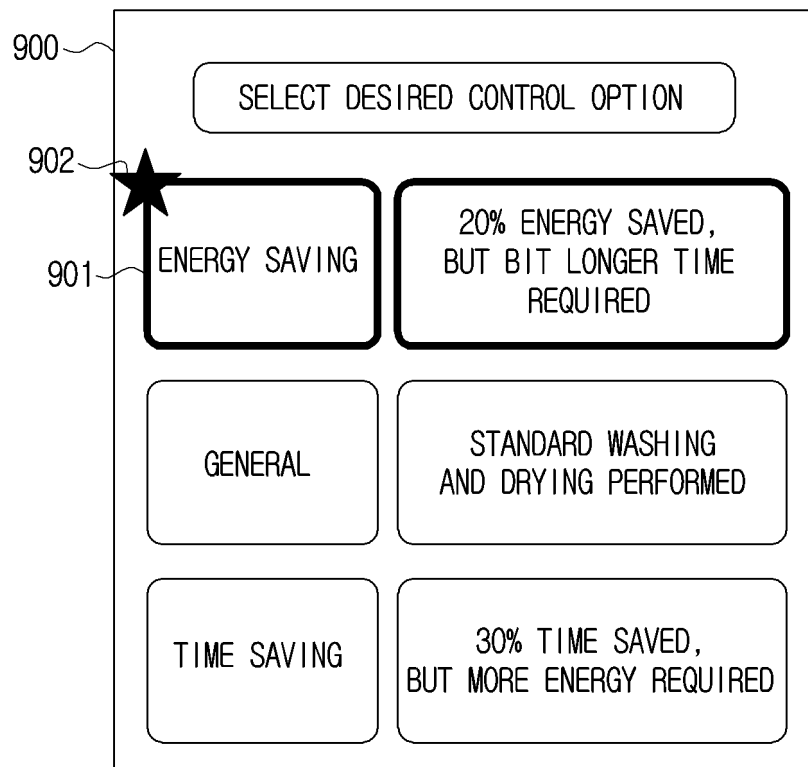 900
SELECT DESIRED CONTROL OPTION
902
901
ENERGY SAVING
20% ENERGY SAVED,
BUT BIT LONGER TIME
REQUIRED
GENERAL
STANDARD WASHING
AND DRYING PERFORMED
TIME SAVING
30% TIME SAVED,
BUT MORE ENERGY REQUIRED